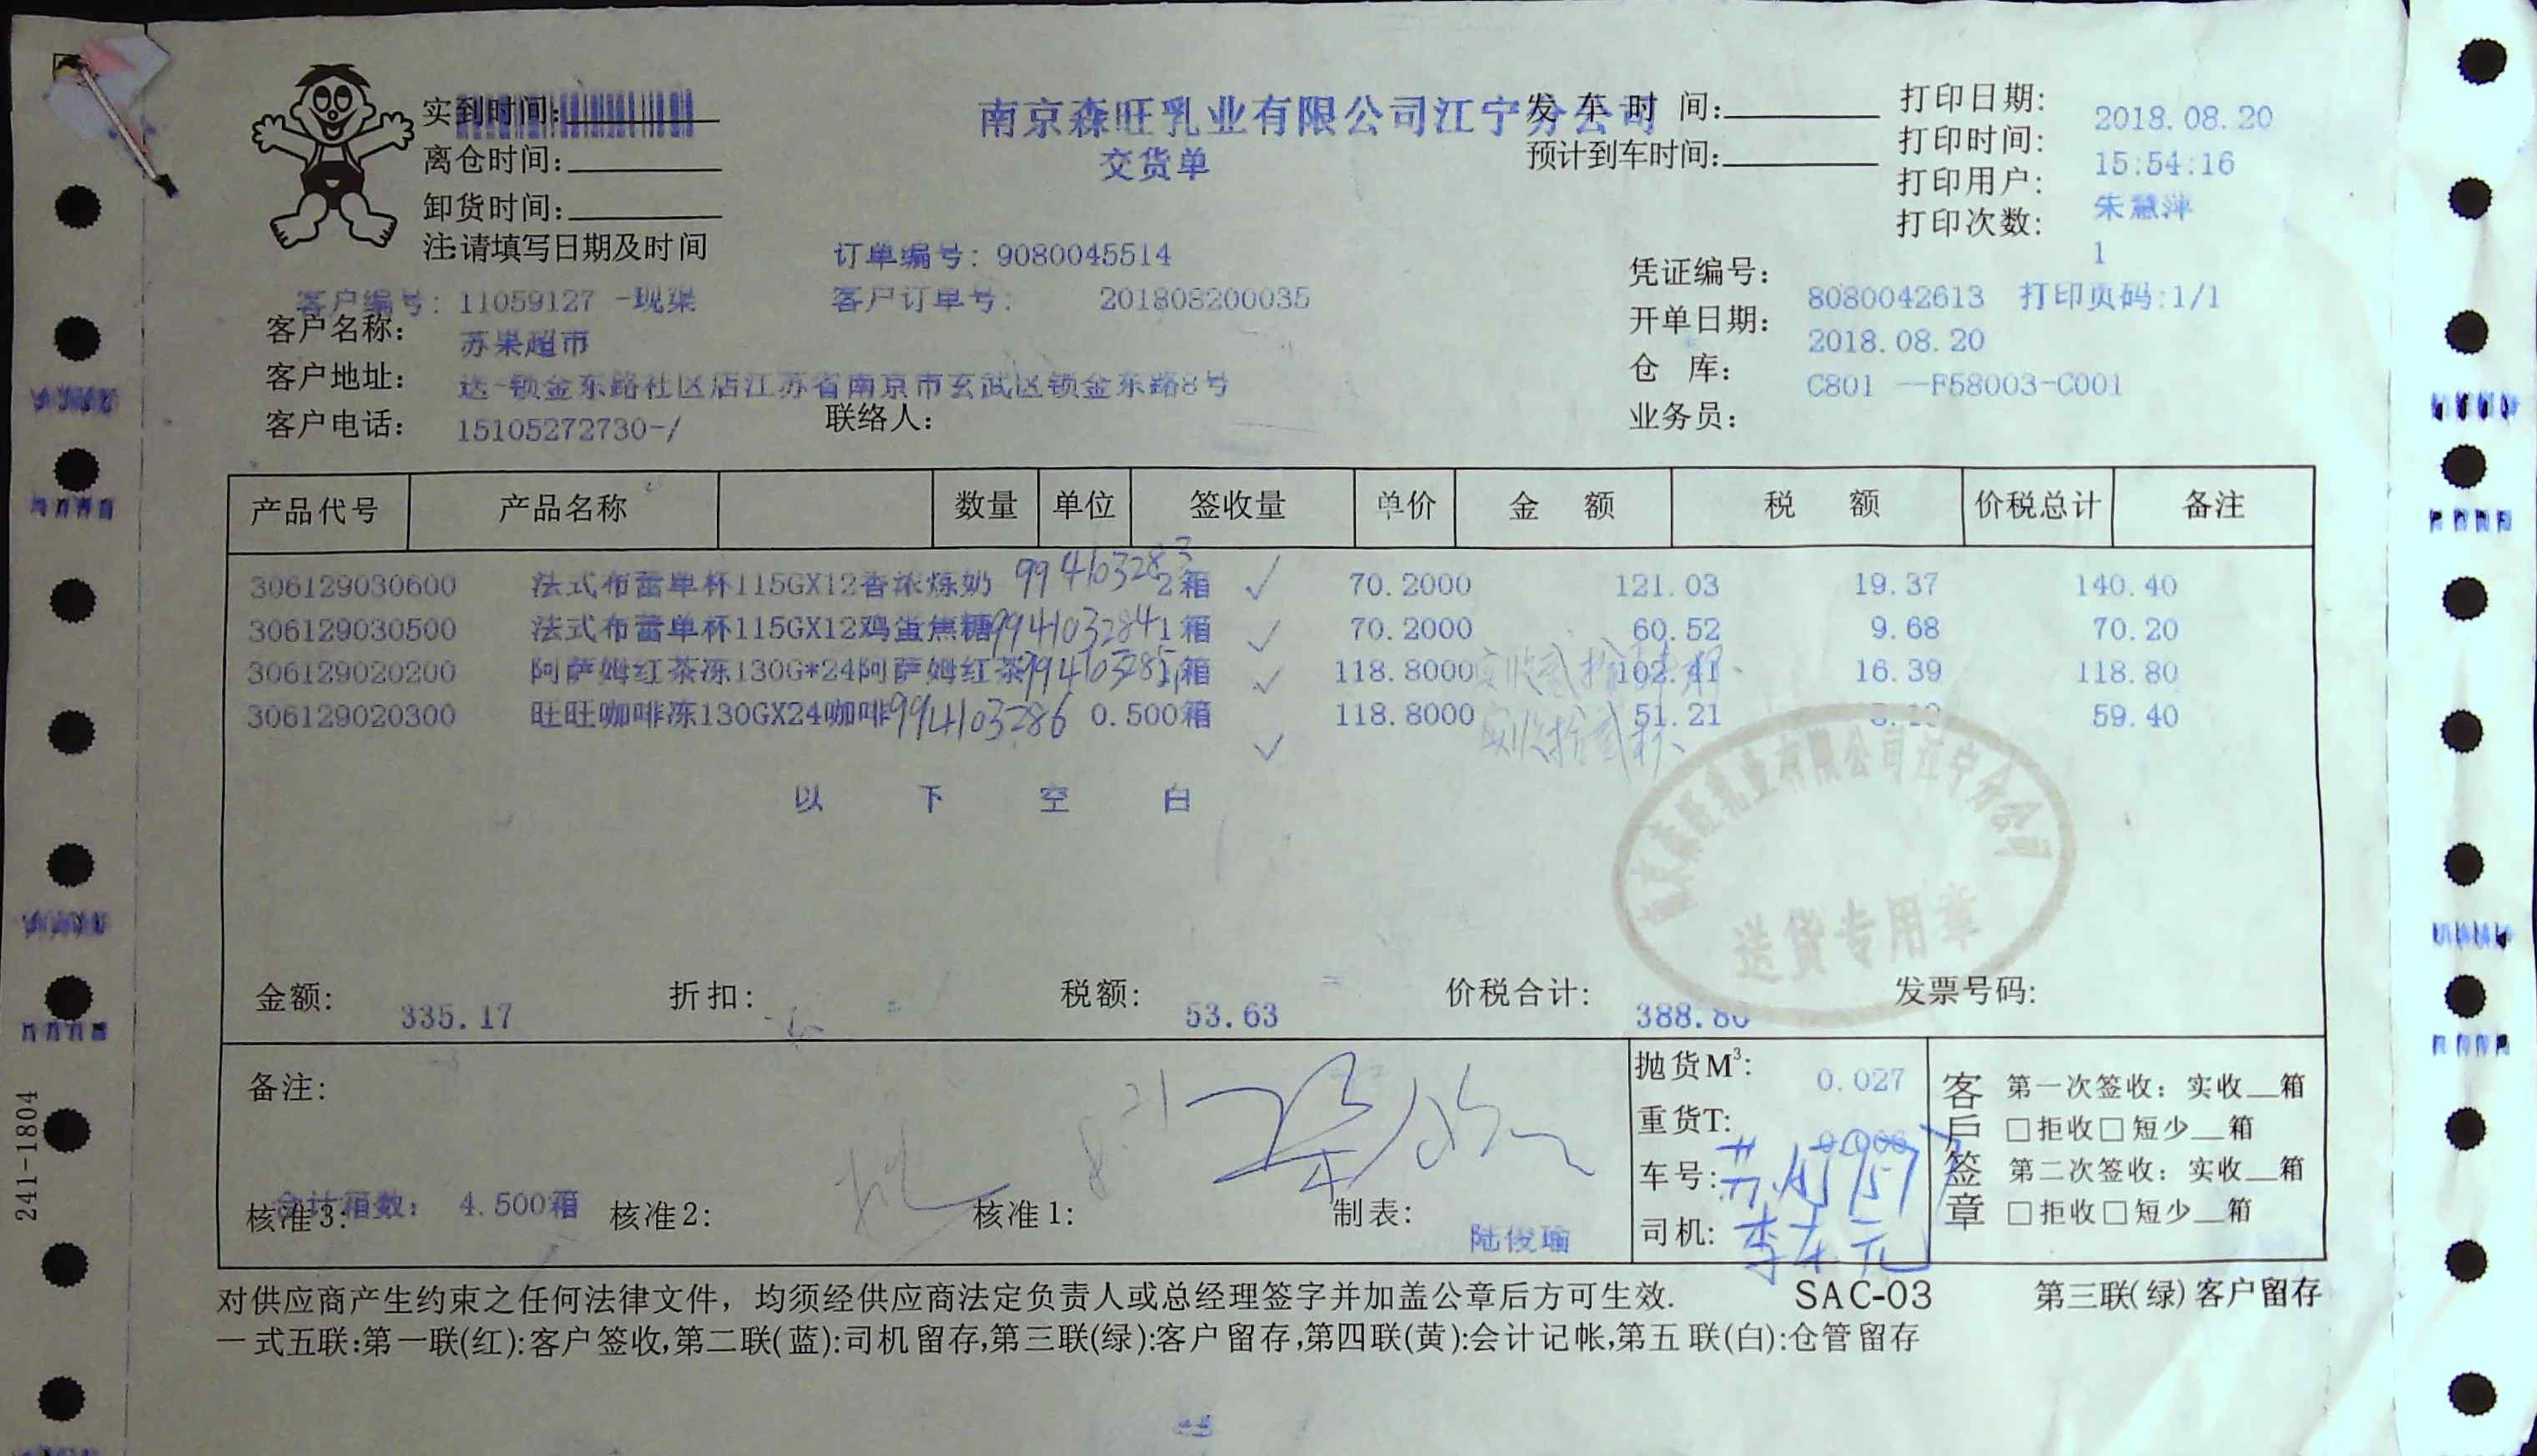 实到时间:
离仓时间:
卸货时间:
注:请填写日期及时间
南京森旺乳业有限公司江宁分公司
交货单
发车时间:
预计到车时间:
打印日期: 2018.08.20
打印时间: 15:54:16
打印用户: 朱慧萍
打印次数: 1
订单编号: 9080045514
凭证编号: 8080042613 打印页码:1/1
客户编号: 11059127 -现渠 客户订单号: 201808200035
客户名称: 苏果超市
开单日期: 2018.08.20
客户地址: 送-锁金东路社区店江苏省南京市玄武区锁金东路8号
仓 库: C801 --F58003-C001
客户电话: 15105272730-/ 联络人:
业务员:
产品代号 产品名称 数量 单位 签收量 单价 金 额 税 额 价税总计 备注
306129030600 法式布蕾单杯115GX12香浓炼奶 994103283 2箱 ✓ 70.2000 121.03 19.37 140.40
306129030500 法式布蕾单杯115GX12鸡蛋焦糖 994103284 1箱 ✓ 70.2000 60.52 9.68 70.20
306129020200 阿萨姆红茶冻130G*24阿萨姆红茶 994103285 1箱 ✓ 118.8000 102.41 16.39 118.80
306129020300 旺旺咖啡冻130GX24咖啡 994103286 0.500箱 ✓ 118.8000 51.21 59.40
以 下 空 白
南京森旺乳业有限公司江宁分公司
送货专用章
金额: 335.17 折扣: 税额: 53.63 价税合计: 388.80 发票号码:
备注:
8.21
抛货M³: 0.027
重货T:
车号:
司机:
合计箱数: 4.500箱
核准3: 核准2: 核准1: 制表: 陆俊瑜
客户签章
第一次签收: 实收__箱
□拒收□短少__箱
第二次签收: 实收__箱
□拒收□短少__箱
对供应商产生约束之任何法律文件，均须经供应商法定负责人或总经理签字并加盖公章后方可生效. SAC-03 第三联(绿)客户留存
一式五联:第一联(红):客户签收,第二联(蓝):司机留存,第三联(绿):客户留存,第四联(黄):会计记帐,第五联(白):仓管留存
241-1804